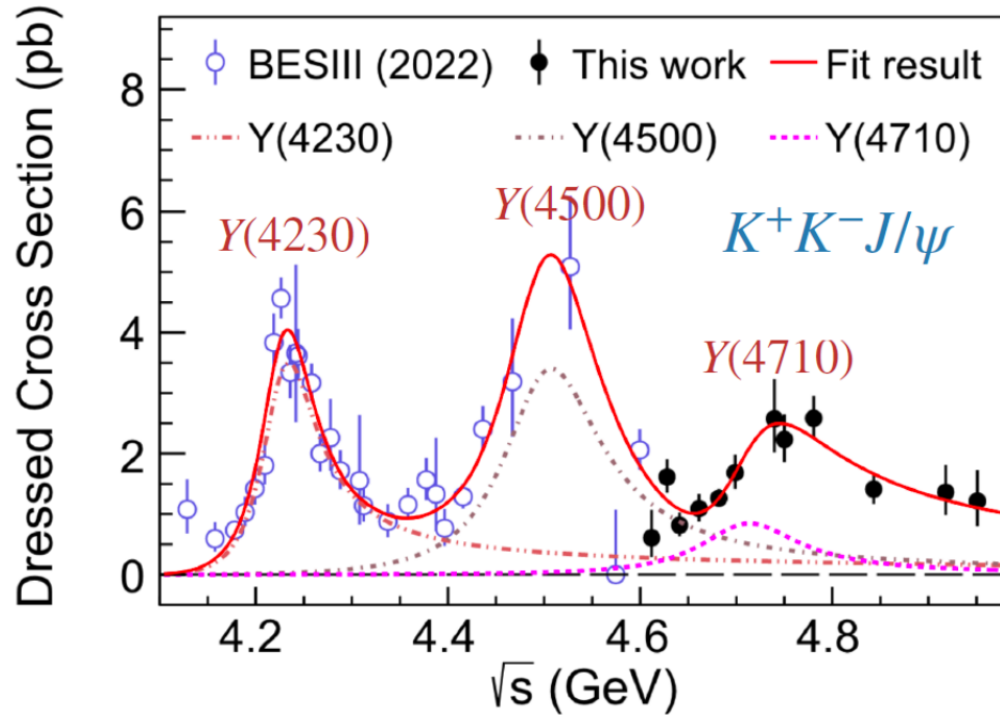 Dressed Cross Section (pb)
BESIII (2022) This work Fit result
Y(4230) Y(4500) Y(4710)
Y(4230) Y(4500) K⁺K⁻J/ψ
Y(4710)
8
6
4
2
0
4.2 4.4 4.6 4.8
√s (GeV)